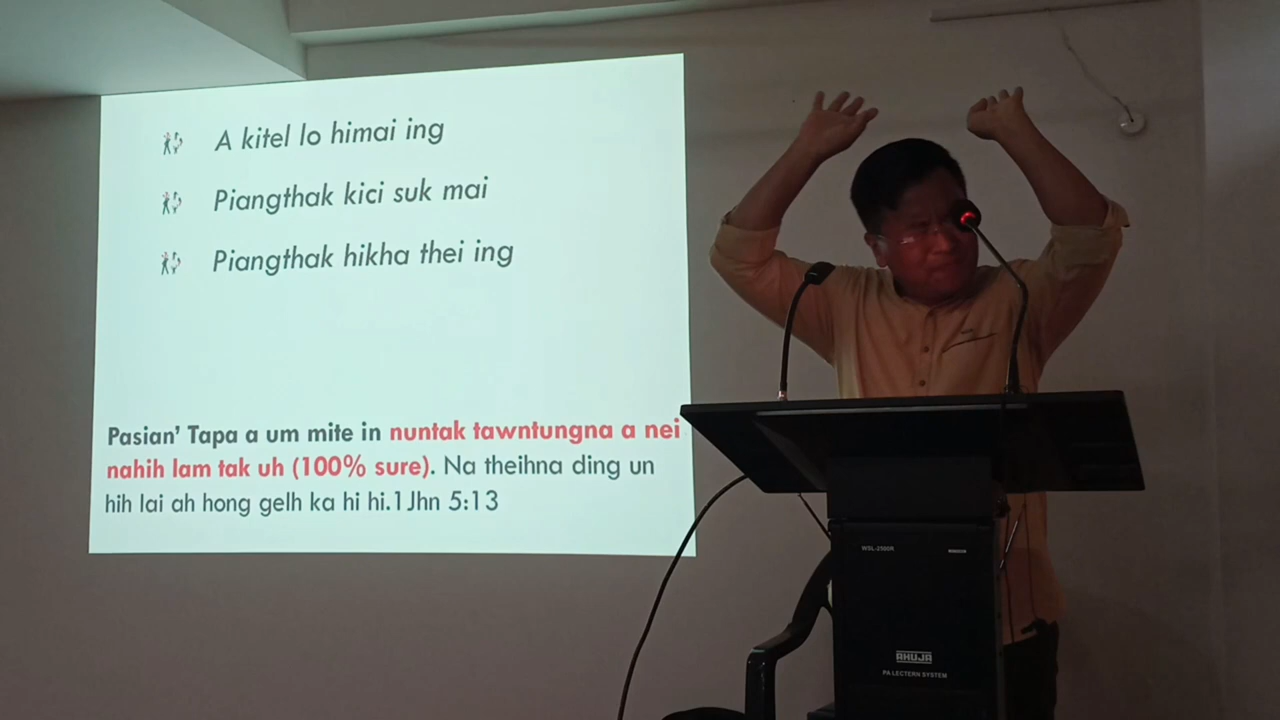 A kitel lo himai ing
Piangthak kici suk mai
Piangthak hikha thei ing
Pasian' Tapa a um mite in nuntak tawntungna a nei
nahih lam tak uh (100% sure). Na theihna ding un
hih lai ah hong gelh ka hi hi.1Jhn 5:13
WSL-2500R
AHUJA
PA LECTERN SYSTEM